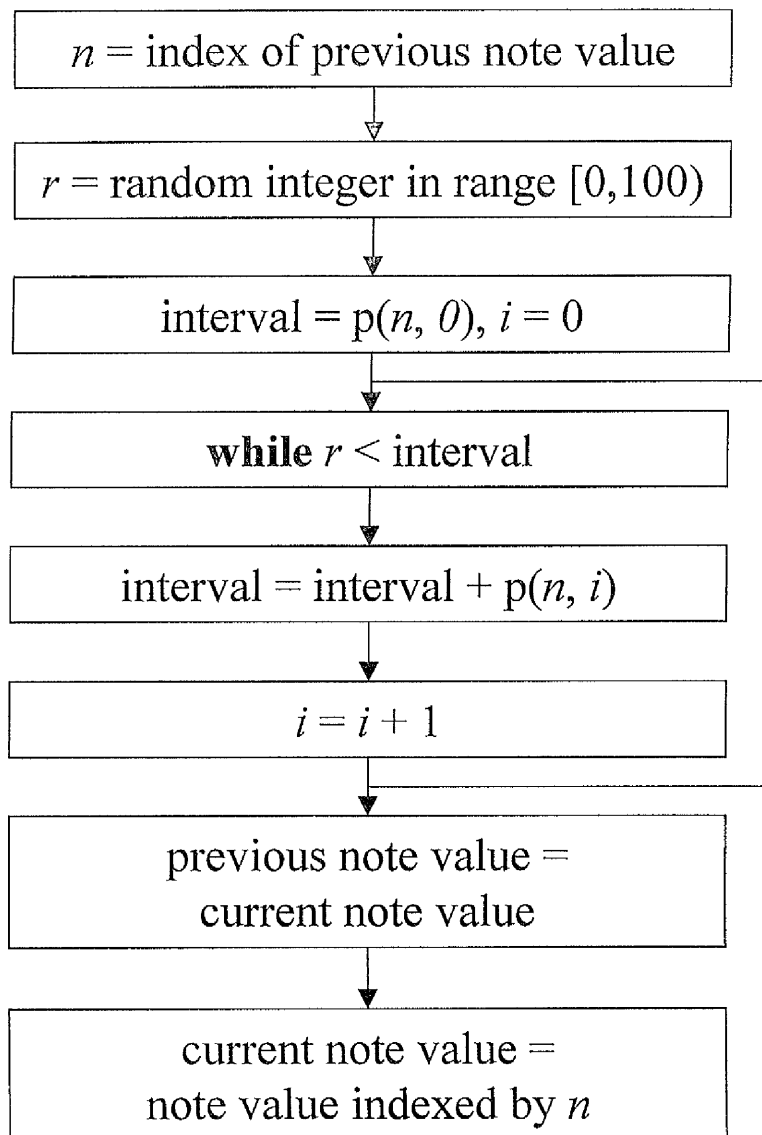 n = index of previous note value
r = random integer in range [0,100)
interval = p(n, 0), i = 0
while r < interval
interval = interval + p(n, i)
i = i + 1
previous note value =
current note value
current note value =
note value indexed by n